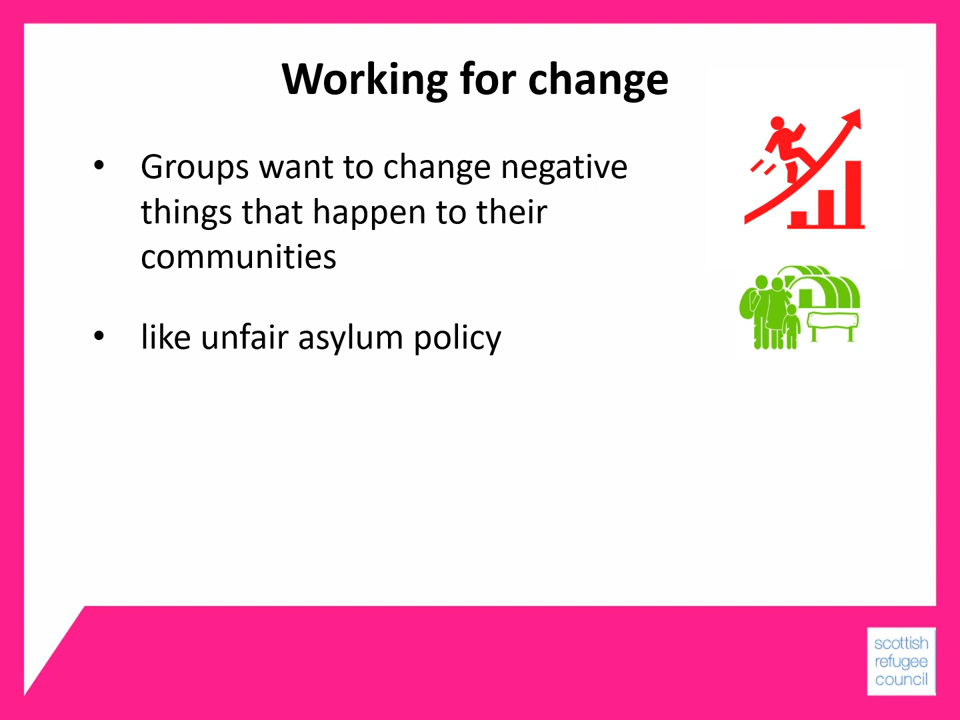 Working for change
• Groups want to change negative
things that happen to their
communities
• like unfair asylum policy
scottish
refugee
council